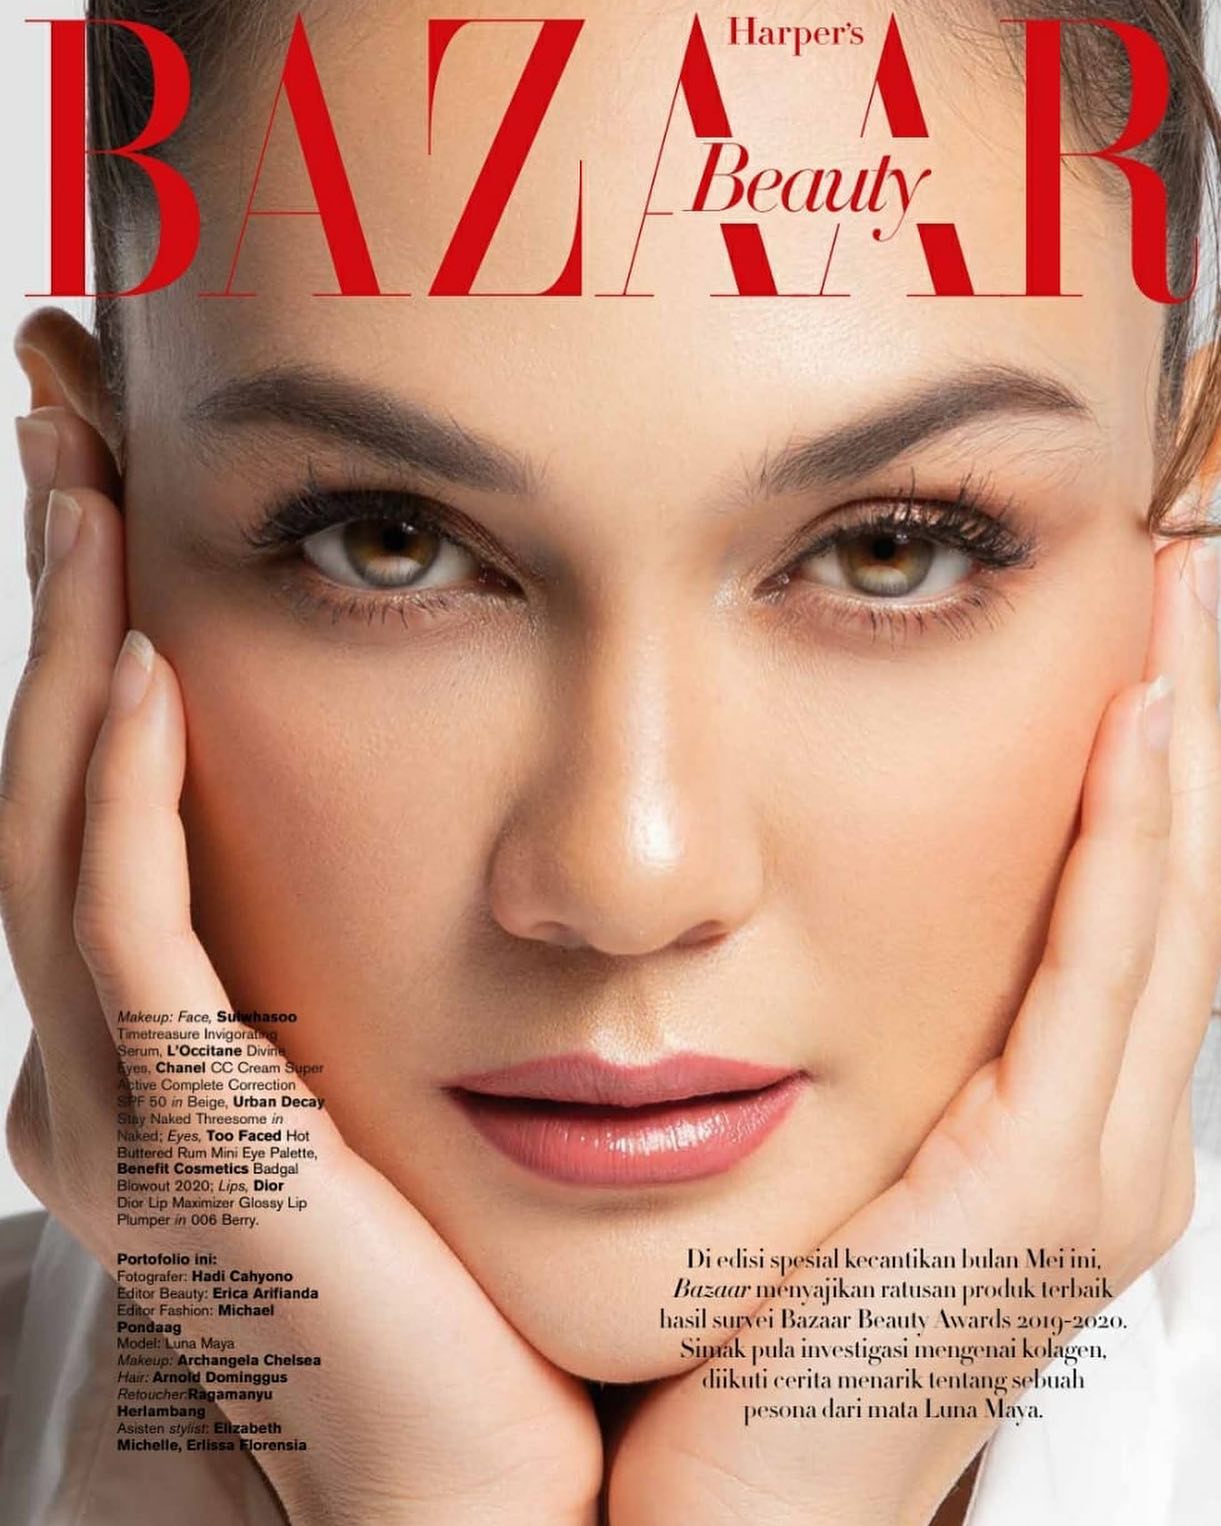 Harper's
BAZAAR
Beauty
Makeup: Face, Sulwhasoo
Timetreasure Invigorating
Serum, L'Occitane Divine
Eyes, Chanel CC Cream Super
Active Complete Correction
SPF 50 in Beige, Urban Decay
Stay Naked Threesome in
Naked; Eyes, Too Faced Hot
Buttered Rum Mini Eye Palette,
Benefit Cosmetics Badgal
Blowout 2020; Lips, Dior
Dior Lip Maximizer Glossy Lip
Plumper in 006 Berry.
Portofolio ini:
Fotografer: Hadi Cahyono
Editor Beauty: Erica Arifianda
Editor Fashion: Michael
Pondaag
Model: Luna Maya
Makeup: Archangela Chelsea
Hair: Arnold Dominggus
Retoucher:Ragamanyu
Herlambang
Asisten stylist: Elizabeth
Michelle, Erlissa Florensia
Di edisi spesial kecantikan bulan Mei ini,
Bazaar menyajikan ratusan produk terbaik
hasil survei Bazaar Beauty Awards 2019-2020.
Simak pula investigasi mengenai kolagen,
diikuti cerita menarik tentang sebuah
pesona dari mata Luna Maya.